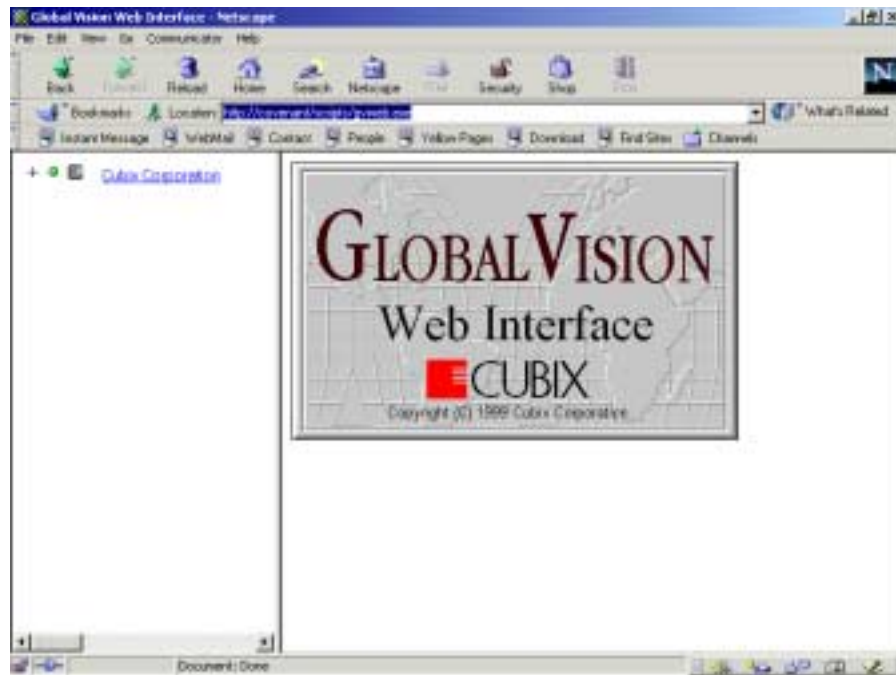 Global Vision Web Interface - Netscape
File Edit View Go Communicator Help
Back Reload Home Search Netscape Security Shop
Bookmarks Location: What's Related
Instant Message WebMail Contact People Yellow Pages Download Find Sites Channels
Cubix Corporation
GLOBALVISION
Web Interface
CUBIX
Copyright (C) 1999 Cubix Corporation
Document: Done